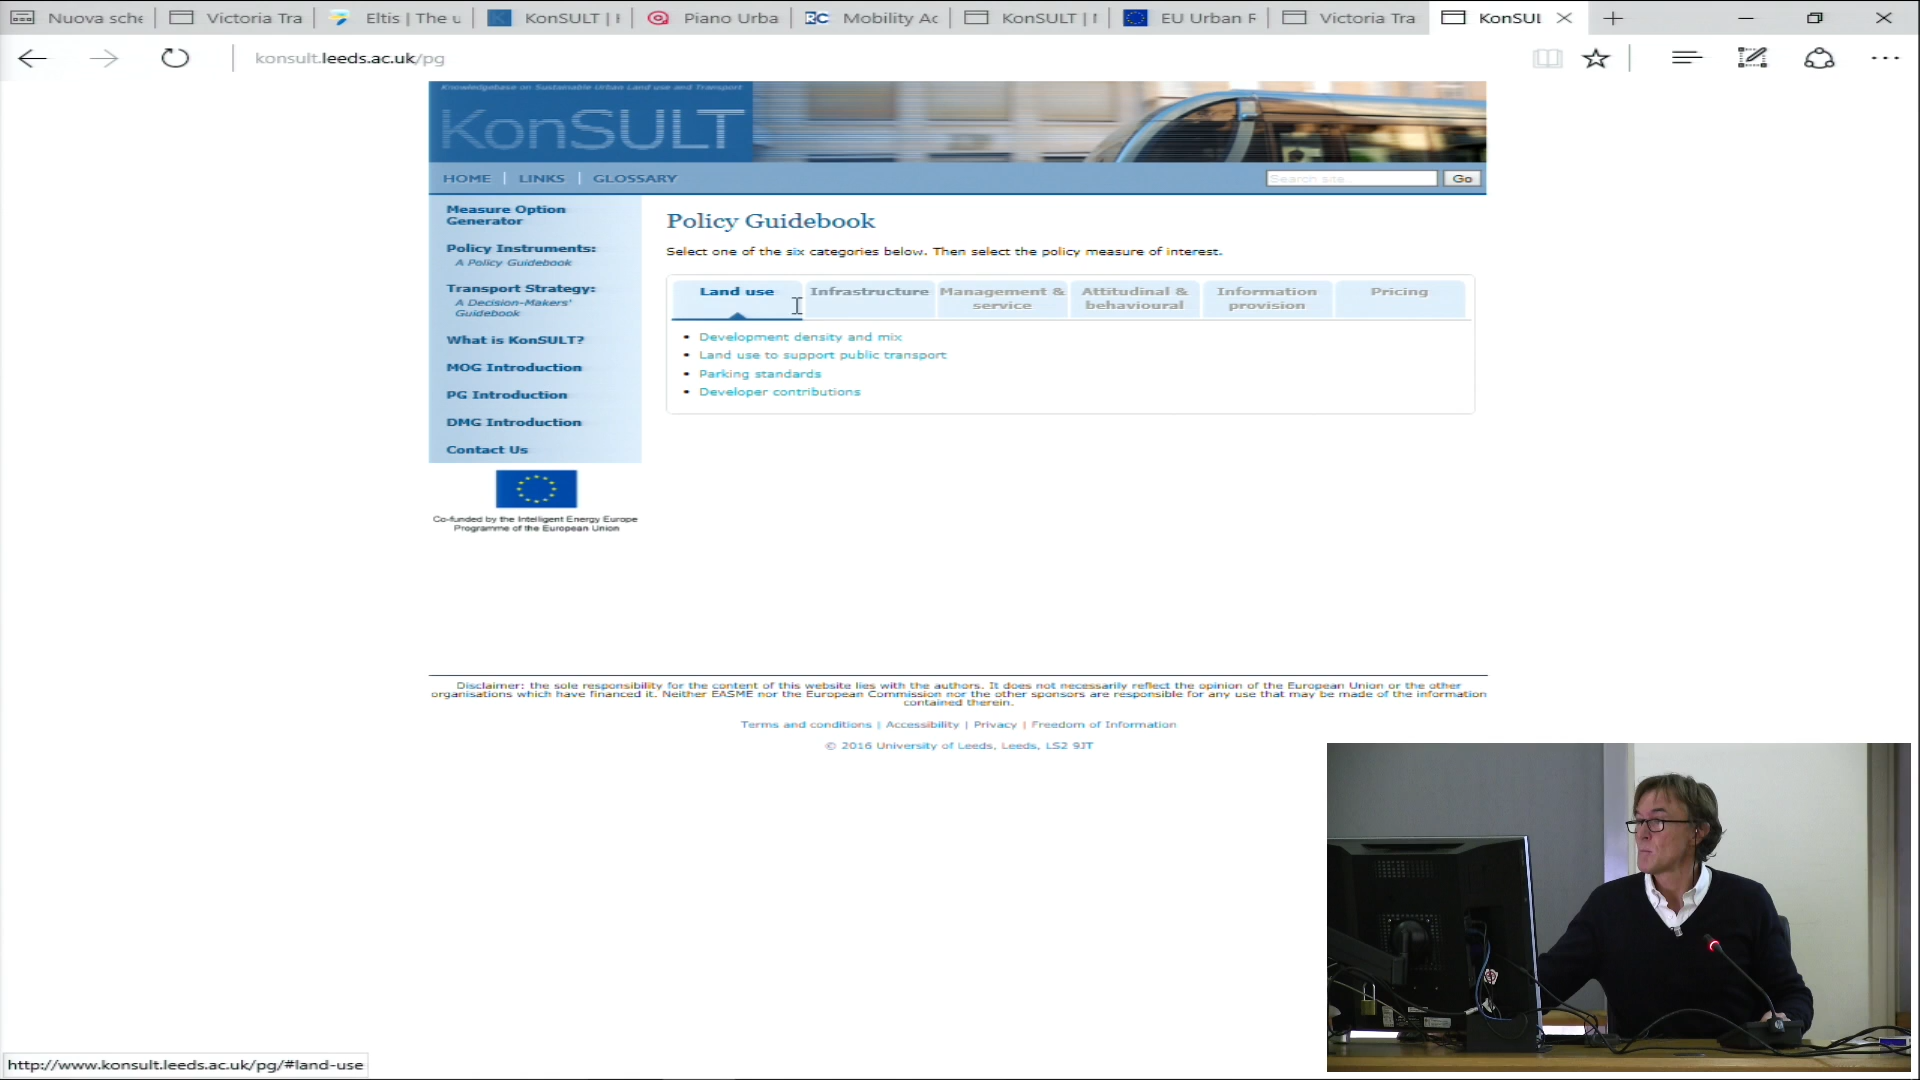 Nuova sche
Victoria Tra
Eltis | The u
KonSULT |
Piano Urba
Mobility Ac
KonSULT |
EU Urban
Victoria Tra
KonSUL
konsult.leeds.ac.uk/pg
Knowledgebase on Sustainable Urban Land use and Transport
KonSULT
HOME | LINKS | GLOSSARY
Search site..
Go
Measure Option
Generator
Policy Instruments:
A Policy Guidebook
Transport Strategy:
A Decision-Makers'
Guidebook
What is KonSULT?
MOG Introduction
PG Introduction
DMG Introduction
Contact Us
Co-funded by the Intelligent Energy Europe
Programme of the European Union
Policy Guidebook
Select one of the six categories below. Then select the policy measure of interest.
Land use
Infrastructure
Management &
service
Attitudinal &
behavioural
Information
provision
Pricing
• Development density and mix
• Land use to support public transport
• Parking standards
• Developer contributions
Disclaimer: the sole responsibility for the content of this website lies with the authors. It does not necessarily reflect the opinion of the European Union or the other
organisations which have financed it. Neither EASME nor the European Commission nor the other sponsors are responsible for any use that may be made of the information
contained therein.
Terms and conditions | Accessibility | Privacy | Freedom of Information
© 2016 University of Leeds, Leeds, LS2 9JT
http://www.konsult.leeds.ac.uk/pg/#land-use